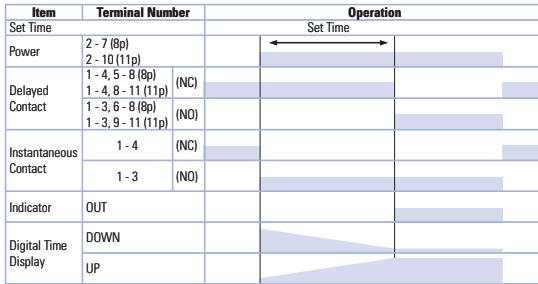 Item Terminal Number Operation
Set Time Set Time
Power 2 - 7 (8p)
2 - 10 (11p)
Delayed Contact 1 - 4, 5 - 8 (8p)
1 - 4, 8 - 11 (11p) (NC)
1 - 3, 6 - 8 (8p)
1 - 3, 9 - 11 (11p) (NO)
Instantaneous Contact 1 - 4 (NC)
1 - 3 (NO)
Indicator OUT
Digital Time Display DOWN
UP